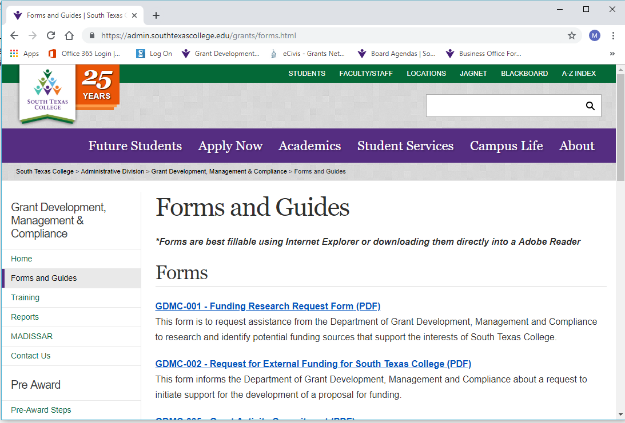 Forms and Guides | South Texas
https://admin.southtexascollege.edu/grants/forms.html
M
Apps
Office 365 Login |...
Log On
Grant Development...
eCivis - Grants Net...
Board Agendas | So...
Business Office For...
STUDENTS FACULTY/STAFF LOCATIONS JAGNET BLACKBOARD A-Z INDEX
SOUTH TEXAS
COLLEGE
25
YEARS
Future Students Apply Now Academics Student Services Campus Life About
South Texas College > Administrative Division > Grant Development, Management & Compliance > Forms and Guides
Grant Development,
Management &
Compliance
Home
Forms and Guides
Training
Reports
MADISSAR
Contact Us
Pre Award
Pre-Award Steps
Forms and Guides
*Forms are best fillable using Internet Explorer or downloading them directly into a Adobe Reader
Forms
GDMC-001 - Funding Research Request Form (PDF)
This form is to request assistance from the Department of Grant Development, Management and Compliance
to research and identify potential funding sources that support the interests of South Texas College.
GDMC-002 - Request for External Funding for South Texas College (PDF)
This form informs the Department of Grant Development, Management and Compliance about a request to
initiate support for the development of a proposal for funding.